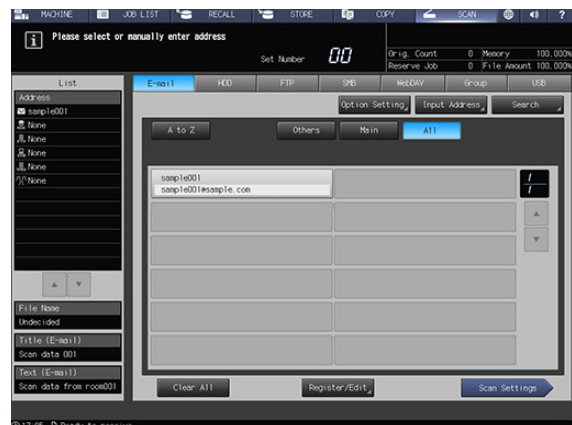 MACHINE JOB LIST RECALL STORE COPY SCAN ?
i Please select or manually enter address
Set Number 00
Orig. Count 0 Memory 100.000%
Reserve Job 0 File Amount 100.000%
List
E-mail HDD FTP SMB WebDAV Group USB
Address
sample001
None
None
None
None
None
Option Setting Input Address Search
A to Z Others Main All
sample001
sample001@sample.com
1/1
File Name
Undecided
Title (E-mail)
Scan data 001
Text (E-mail)
Scan data from room001
Clear All Register/Edit Scan Settings